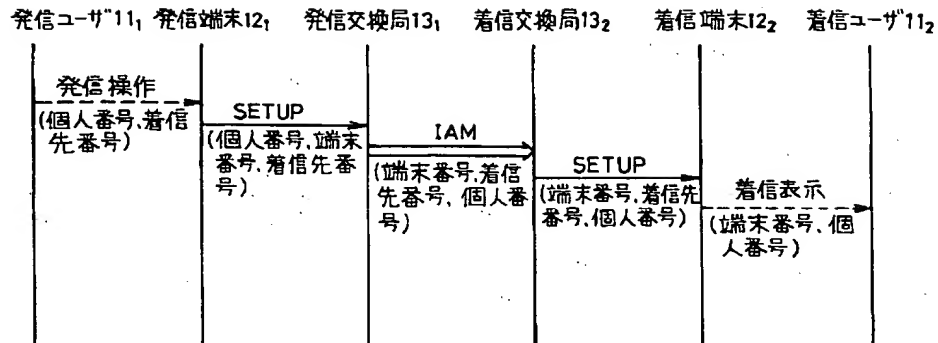 発信ユーザ11₁ 発信端末12₁ 発信交換局13₁ 着信交換局13₂ 着信端末12₂ 着信ユーザ11₂
発信操作
(個人番号、着信
先番号)
SETUP
(個人番号、端末
番号、着信先番
号)
IAM
(端末番号、着信
先番号、個人番
号)
SETUP
(端末番号、着信先
番号、個人番号)
着信表示
(端末番号、個
人番号)